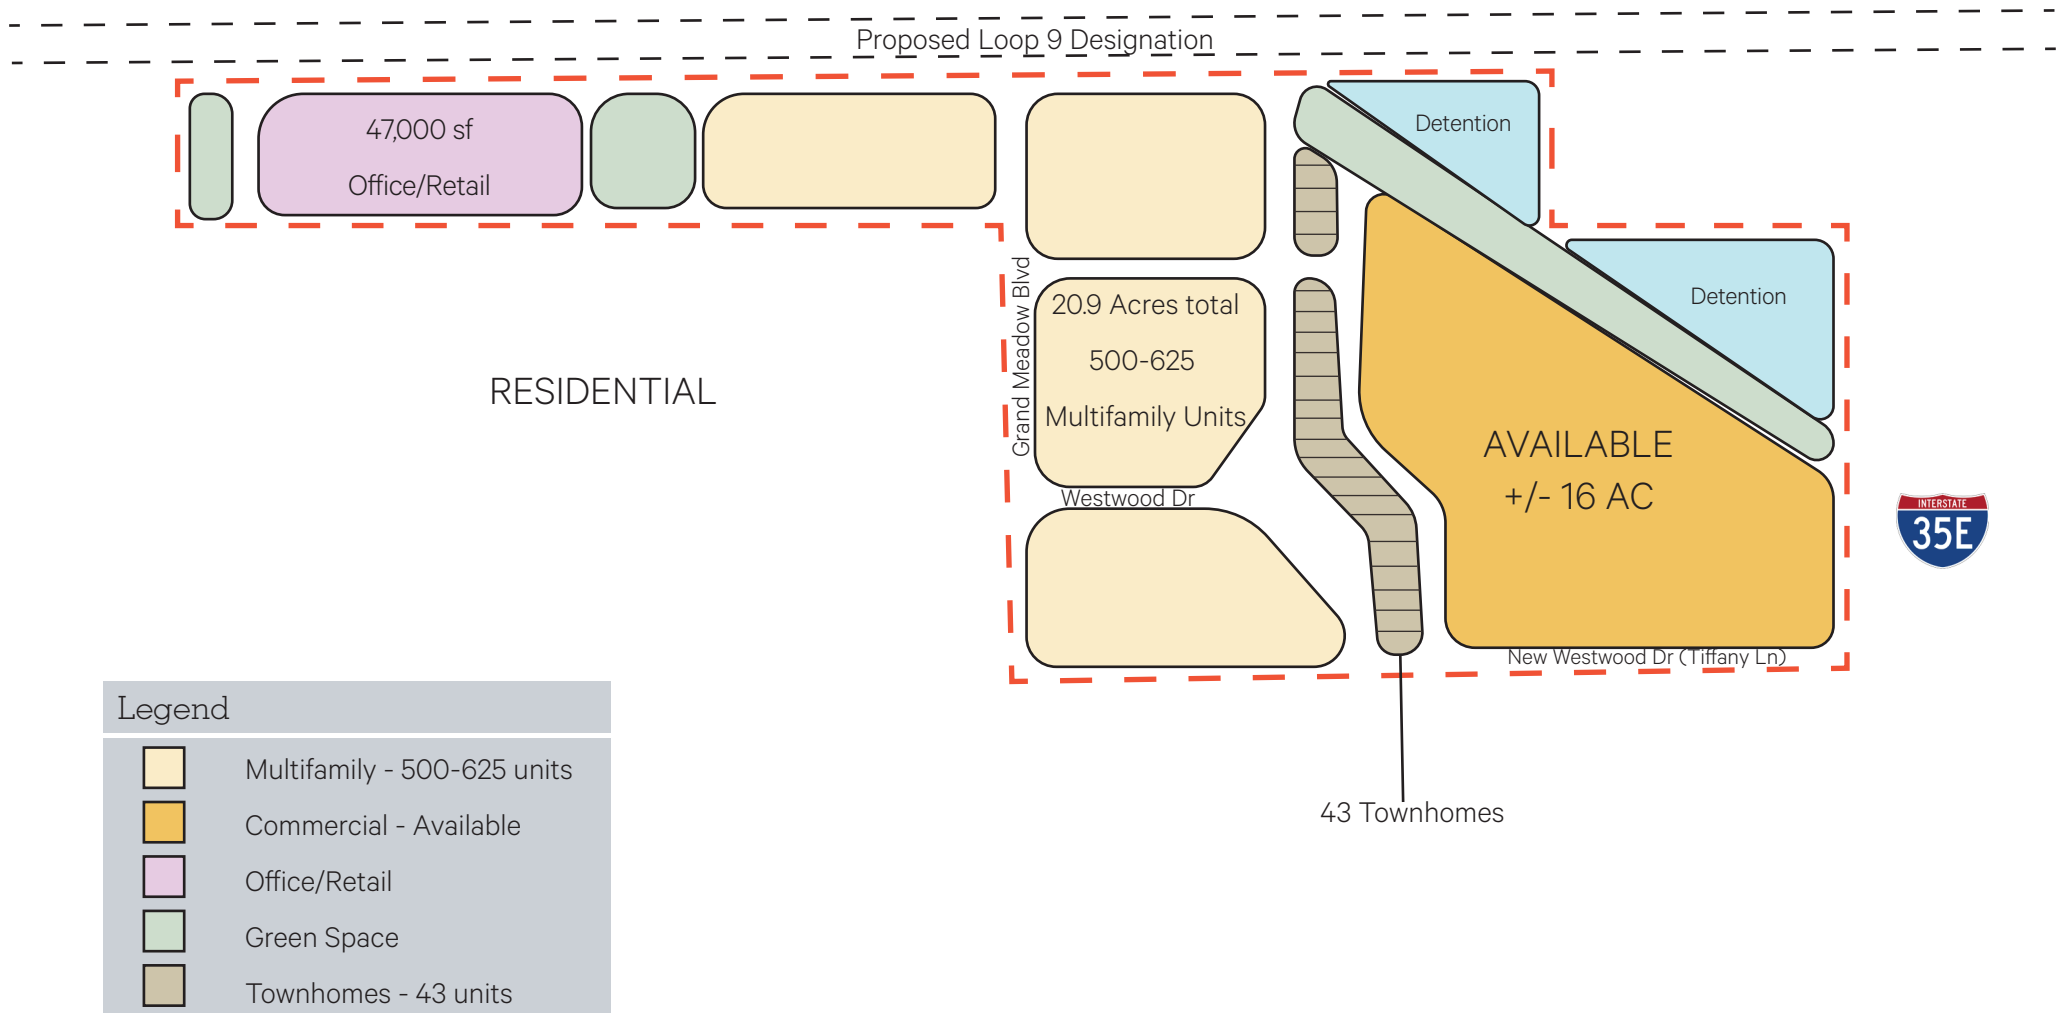 Proposed Loop 9 Designation
47,000 sf
Office/Retail
Detention
Detention
Grand Meadow Blvd
20.9 Acres total
500-625
Multifamily Units
RESIDENTIAL
AVAILABLE
+/- 16 AC
Westwood Dr
INTERSTATE
35E
New Westwood Dr (Tiffany Ln)
43 Townhomes
Legend
Multifamily - 500-625 units
Commercial - Available
Office/Retail
Green Space
Townhomes - 43 units